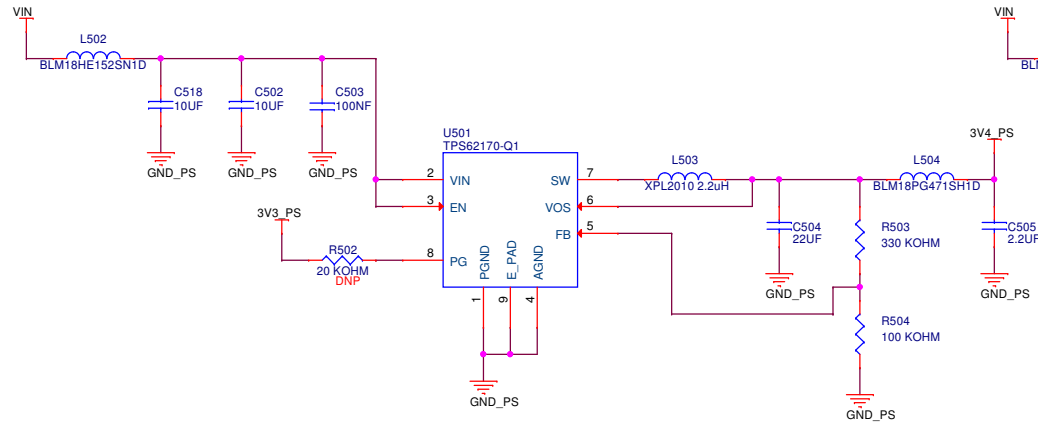 VIN
VIN
L502
BLM18HE152SN1D
BL
C518
10UF
C502
10UF
C503
100NF
GND_PS
GND_PS
GND_PS
U501
TPS62170-Q1
2
VIN
SW
7
3
EN
VOS
6
FB
5
8
PG
PGND
E_PAD
AGND
1
9
4
3V3_PS
R502
20 KOHM
DNP
GND_PS
L503
XPL2010 2.2uH
L504
BLM18PG471SH1D
3V4_PS
C504
22UF
GND_PS
R503
330 KOHM
C505
2.2UF
GND_PS
R504
100 KOHM
GND_PS